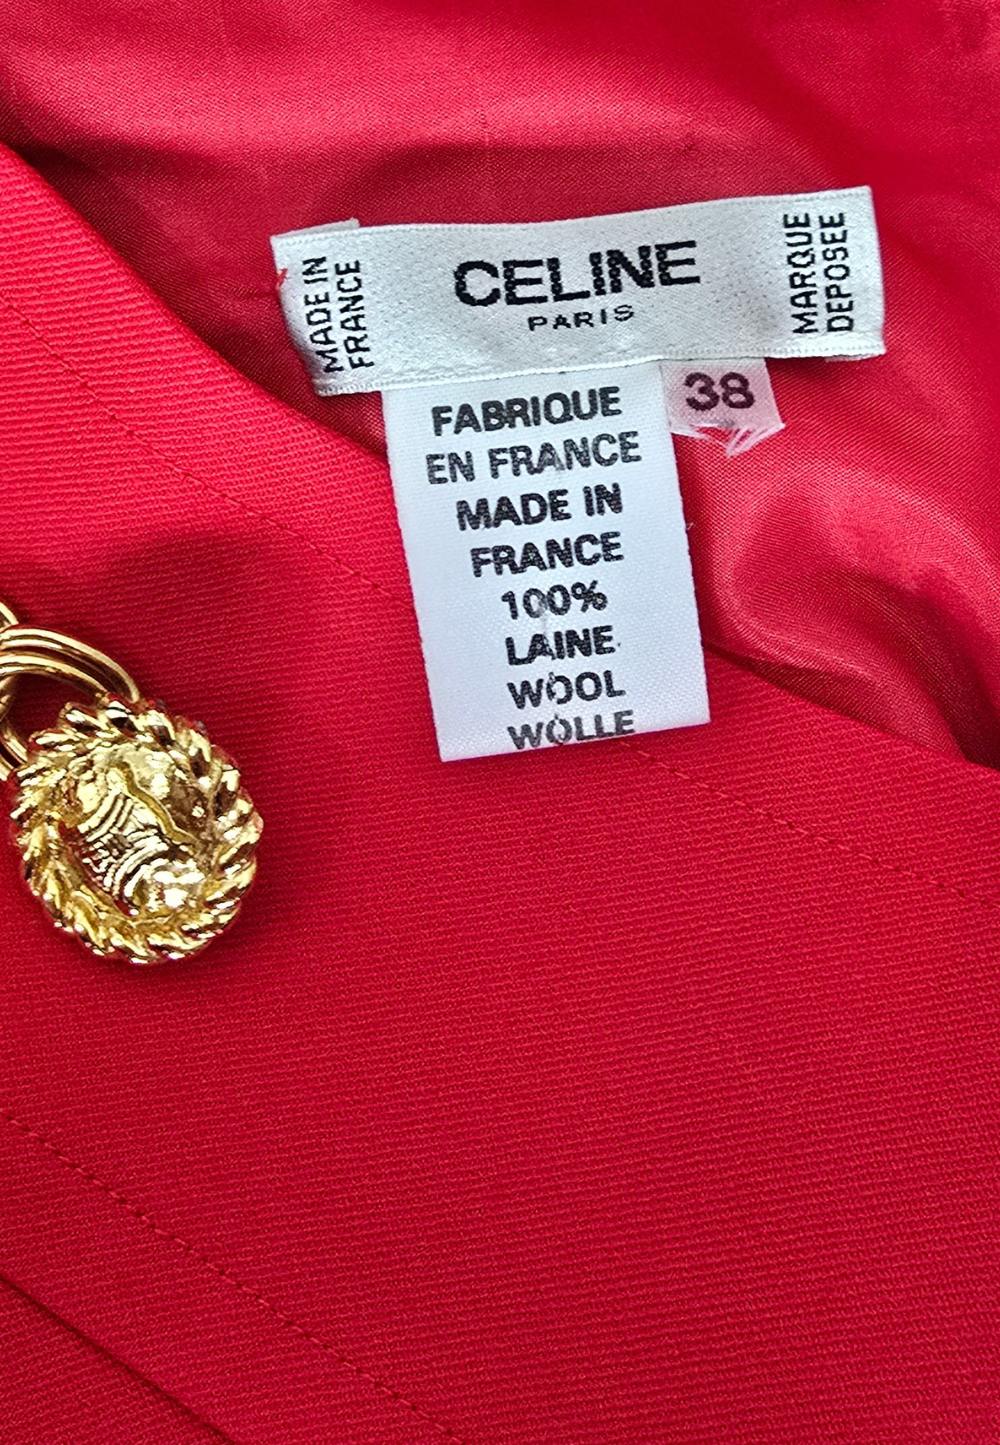 MADE IN
FRANCE
CELINE
PARIS
MARQUE
DEPOSEE
38
FABRIQUE
EN FRANCE
MADE IN
FRANCE
100%
LAINE
WOOL
WOLLE